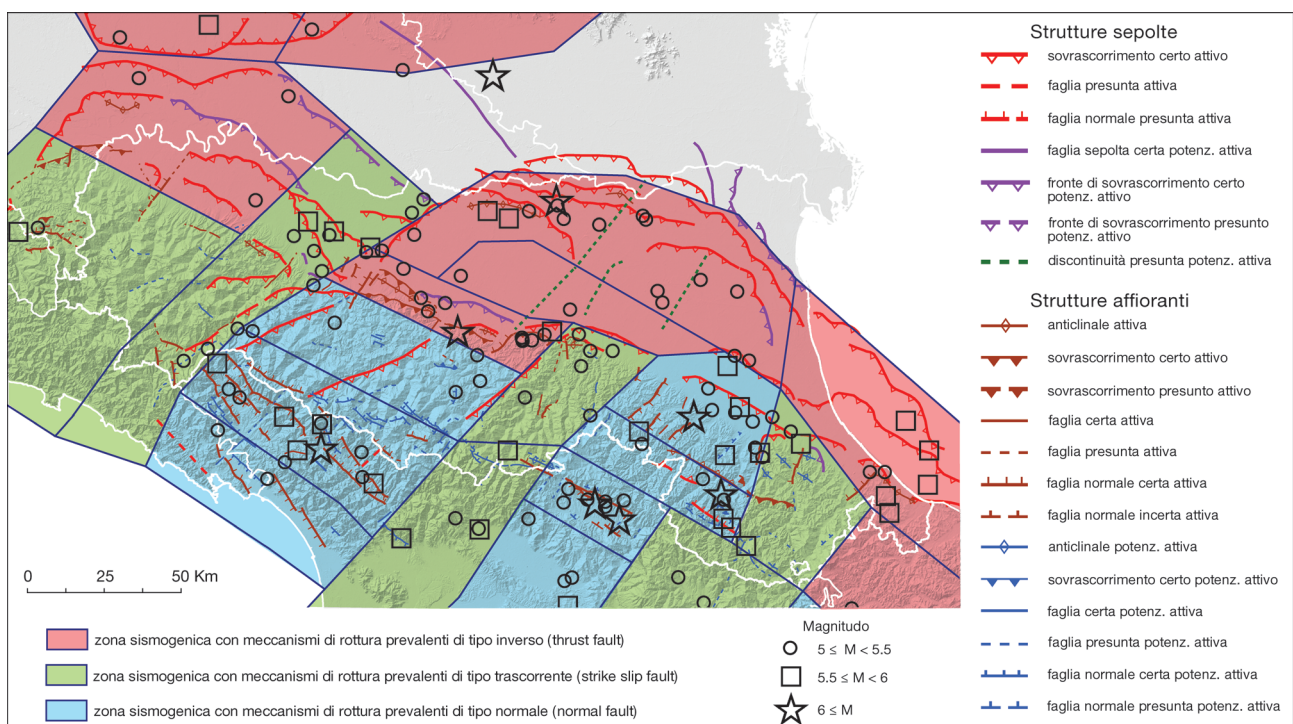 Strutture sepolte
sovrascorrimento certo attivo
faglia presunta attiva
faglia normale presunta attiva
faglia sepolta certa potenz. attiva
fronte di sovrascorrimento certo
potenz. attivo
fronte di sovrascorrimento presunto
potenz. attivo
discontinuità presunta potenz. attiva
Strutture affioranti
anticlinale attiva
sovrascorrimento certo attivo
sovrascorrimento presunto attivo
faglia certa attiva
faglia presunta attiva
faglia normale certa attiva
faglia normale incerta attiva
anticlinale potenz. attiva
sovrascorrimento certo potenz. attivo
faglia certa potenz. attiva
faglia presunta potenz. attiva
faglia normale certa potenz. attiva
faglia normale presunta potenz. attiva
0 25 50 Km
zona sismogenica con meccanismi di rottura prevalenti di tipo inverso (thrust fault)
zona sismogenica con meccanismi di rottura prevalenti di tipo trascorrente (strike slip fault)
zona sismogenica con meccanismi di rottura prevalenti di tipo normale (normal fault)
Magnitudo
5 ≤ M < 5.5
5.5 ≤ M < 6
6 ≤ M